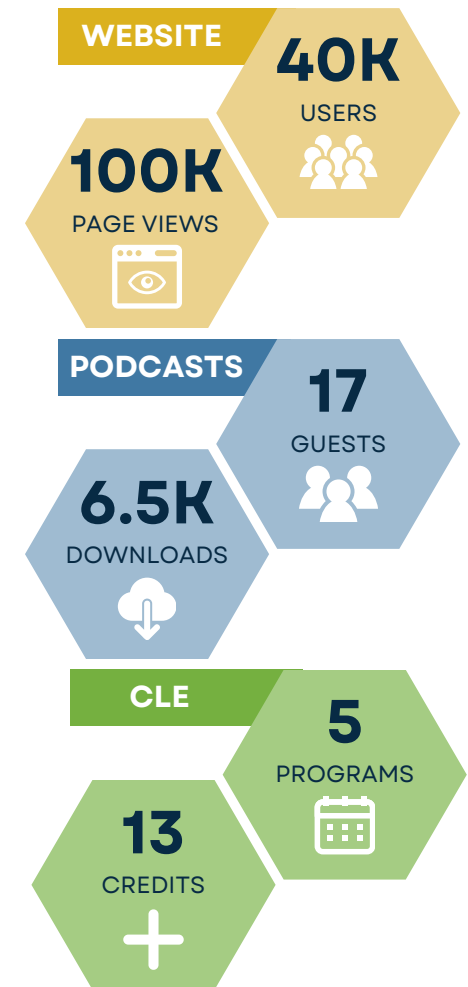 WEBSITE
40K
USERS
100K
PAGE VIEWS
PODCASTS
17
GUESTS
6.5K
DOWNLOADS
CLE
5
PROGRAMS
13
CREDITS